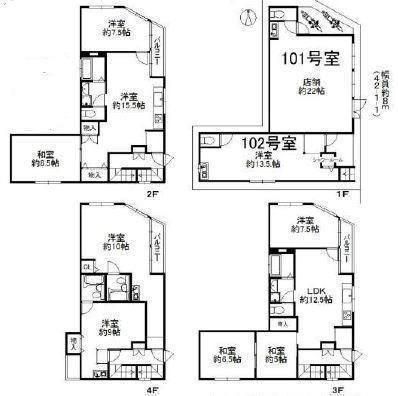 洋室
約7.5帖
バルコニー
洋室
約15.5帖
物入
和室
約6.5帖
物入
2F
101号室
店舗
約22帖
102号室
洋室
約13.5帖
シャワールーム
1F
幅員約8m
(42-1-1)
洋室
約10帖
バルコニー
CL
洋室
約9帖
物入
4F
洋室
約7.5帖
バルコニー
LDK
約12.5帖
物入
和室
約6.5帖
和室
約5帖
3F